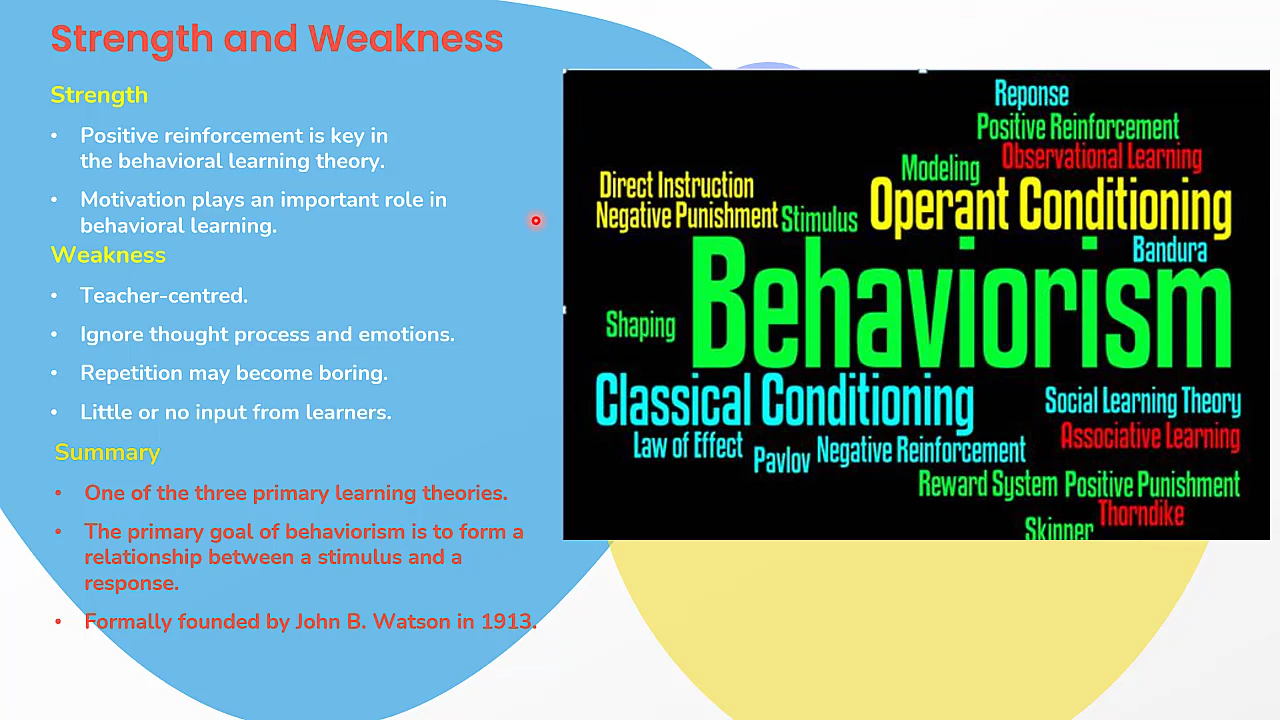 Strength and Weakness
Strength
• Positive reinforcement is key in
the behavioral learning theory.
• Motivation plays an important role in
behavioral learning.
Weakness
• Teacher-centred.
• Ignore thought process and emotions.
• Repetition may become boring.
• Little or no input from learners.
Summary
• One of the three primary learning theories.
• The primary goal of behaviorism is to form a
relationship between a stimulus and a
response.
• Formally founded by John B. Watson in 1913.
Reponse
Positive Reinforcement
Observational Learning
Modeling
Direct Instruction
Operant Conditioning
Negative Punishment
Stimulus
Bandura
Behaviorism
Shaping
Classical Conditioning
Social Learning Theory
Associative Learning
Law of Effect
Pavlov
Negative Reinforcement
Reward System
Positive Punishment
Thorndike
Skinner